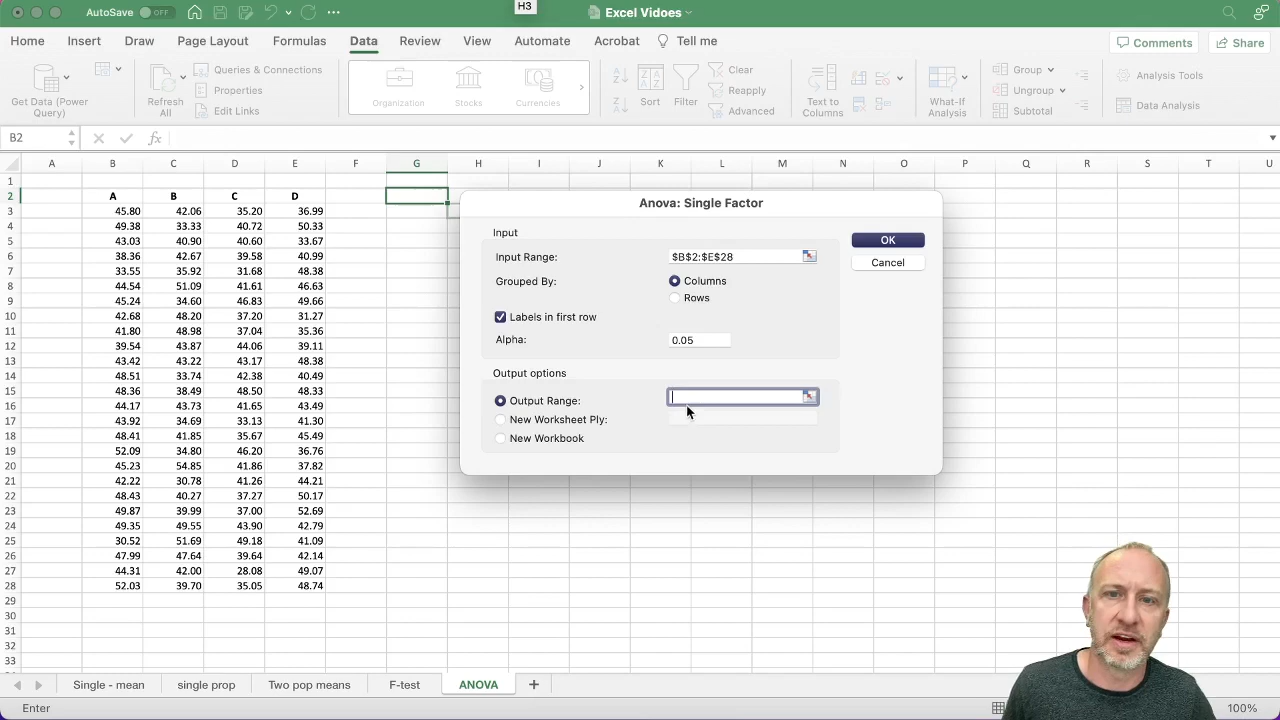 AutoSave OFF H3 Excel Vidoes
Home Insert Draw Page Layout Formulas Data Review View Automate Acrobat Tell me Comments Share
Get Data (Power Query) Refresh All Queries & Connections Properties Edit Links Organization Stocks Currencies Sort Filter Clear Reapply Advanced Text to Columns What-If Analysis Group Ungroup Subtotal Analysis Tools Data Analysis
B2 fx
A B C D E F G H I J K L M N O P Q R S T U
1
2 A B C D
3 45.80 42.06 35.20 36.99
4 49.38 33.33 40.72 50.33
5 43.03 40.90 40.60 33.67
6 38.36 42.67 39.58 40.99
7 33.55 35.92 31.68 48.38
8 44.54 51.09 41.61 46.63
9 45.24 34.60 46.83 49.66
10 42.68 48.20 37.20 31.27
11 41.80 48.98 37.04 35.36
12 39.54 43.87 44.06 39.11
13 43.42 43.22 43.17 48.38
14 48.51 33.74 42.38 40.49
15 48.36 38.49 48.50 48.33
16 44.17 43.73 41.65 43.49
17 43.93 34.69 33.13 41.30
18 48.41 41.85 35.67 45.49
19 52.09 34.80 46.20 36.76
20 45.23 54.85 41.86 37.82
21 42.22 30.78 41.26 44.21
22 48.43 40.27 37.27 50.17
23 49.87 39.99 37.00 52.69
24 49.35 49.55 43.90 42.79
25 30.52 51.69 49.18 41.09
26 47.99 47.64 39.64 42.14
27 44.31 42.00 28.08 49.07
28 52.03 39.70 35.05 48.74
29
30
31
32
33
Anova: Single Factor
Input
OK
Input Range: $B$2:$E$28
Cancel
Grouped By: Columns
Rows
Labels in first row
Alpha: 0.05
Output options
Output Range:
New Worksheet Ply:
New Workbook
Single - mean single prop Two pop means F-test ANOVA
Enter 100%